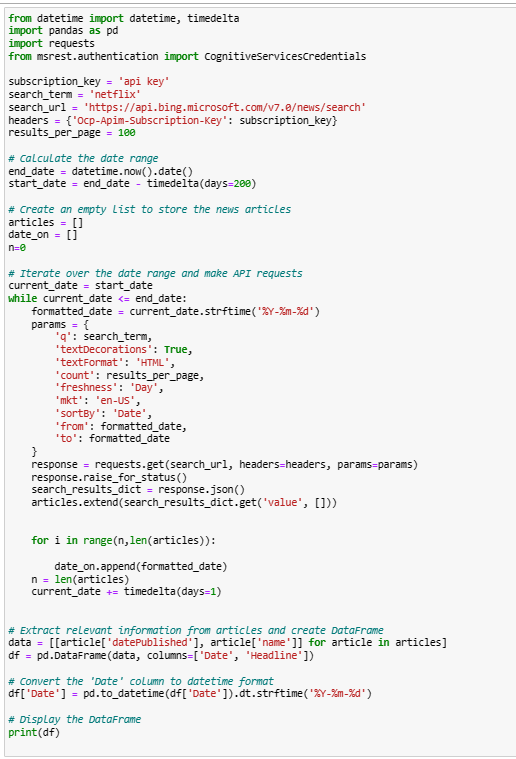 from datetime import datetime, timedelta
import pandas as pd
import requests
from msrest.authentication import CognitiveServicesCredentials

subscription_key = 'api key'
search_term = 'netflix'
search_url = 'https://api.bing.microsoft.com/v7.0/news/search'
headers = {'Ocp-Apim-Subscription-Key': subscription_key}
results_per_page = 100

# Calculate the date range
end_date = datetime.now().date()
start_date = end_date - timedelta(days=200)

# Create an empty list to store the news articles
articles = []
date_on = []
n=0

# Iterate over the date range and make API requests
current_date = start_date
while current_date <= end_date:
    formatted_date = current_date.strftime('%Y-%m-%d')
    params = {
        'q': search_term,
        'textDecorations': True,
        'textFormat': 'HTML',
        'count': results_per_page,
        'freshness': 'Day',
        'mkt': 'en-US',
        'sortBy': 'Date',
        'from': formatted_date,
        'to': formatted_date
    }
    response = requests.get(search_url, headers=headers, params=params)
    response.raise_for_status()
    search_results_dict = response.json()
    articles.extend(search_results_dict.get('value', []))


    for i in range(n,len(articles)):

        date_on.append(formatted_date)
    n = len(articles)
    current_date += timedelta(days=1)


# Extract relevant information from articles and create DataFrame
data = [[article['datePublished'], article['name']] for article in articles]
df = pd.DataFrame(data, columns=['Date', 'Headline'])

# Convert the 'Date' column to datetime format
df['Date'] = pd.to_datetime(df['Date']).dt.strftime('%Y-%m-%d')

# Display the DataFrame
print(df)